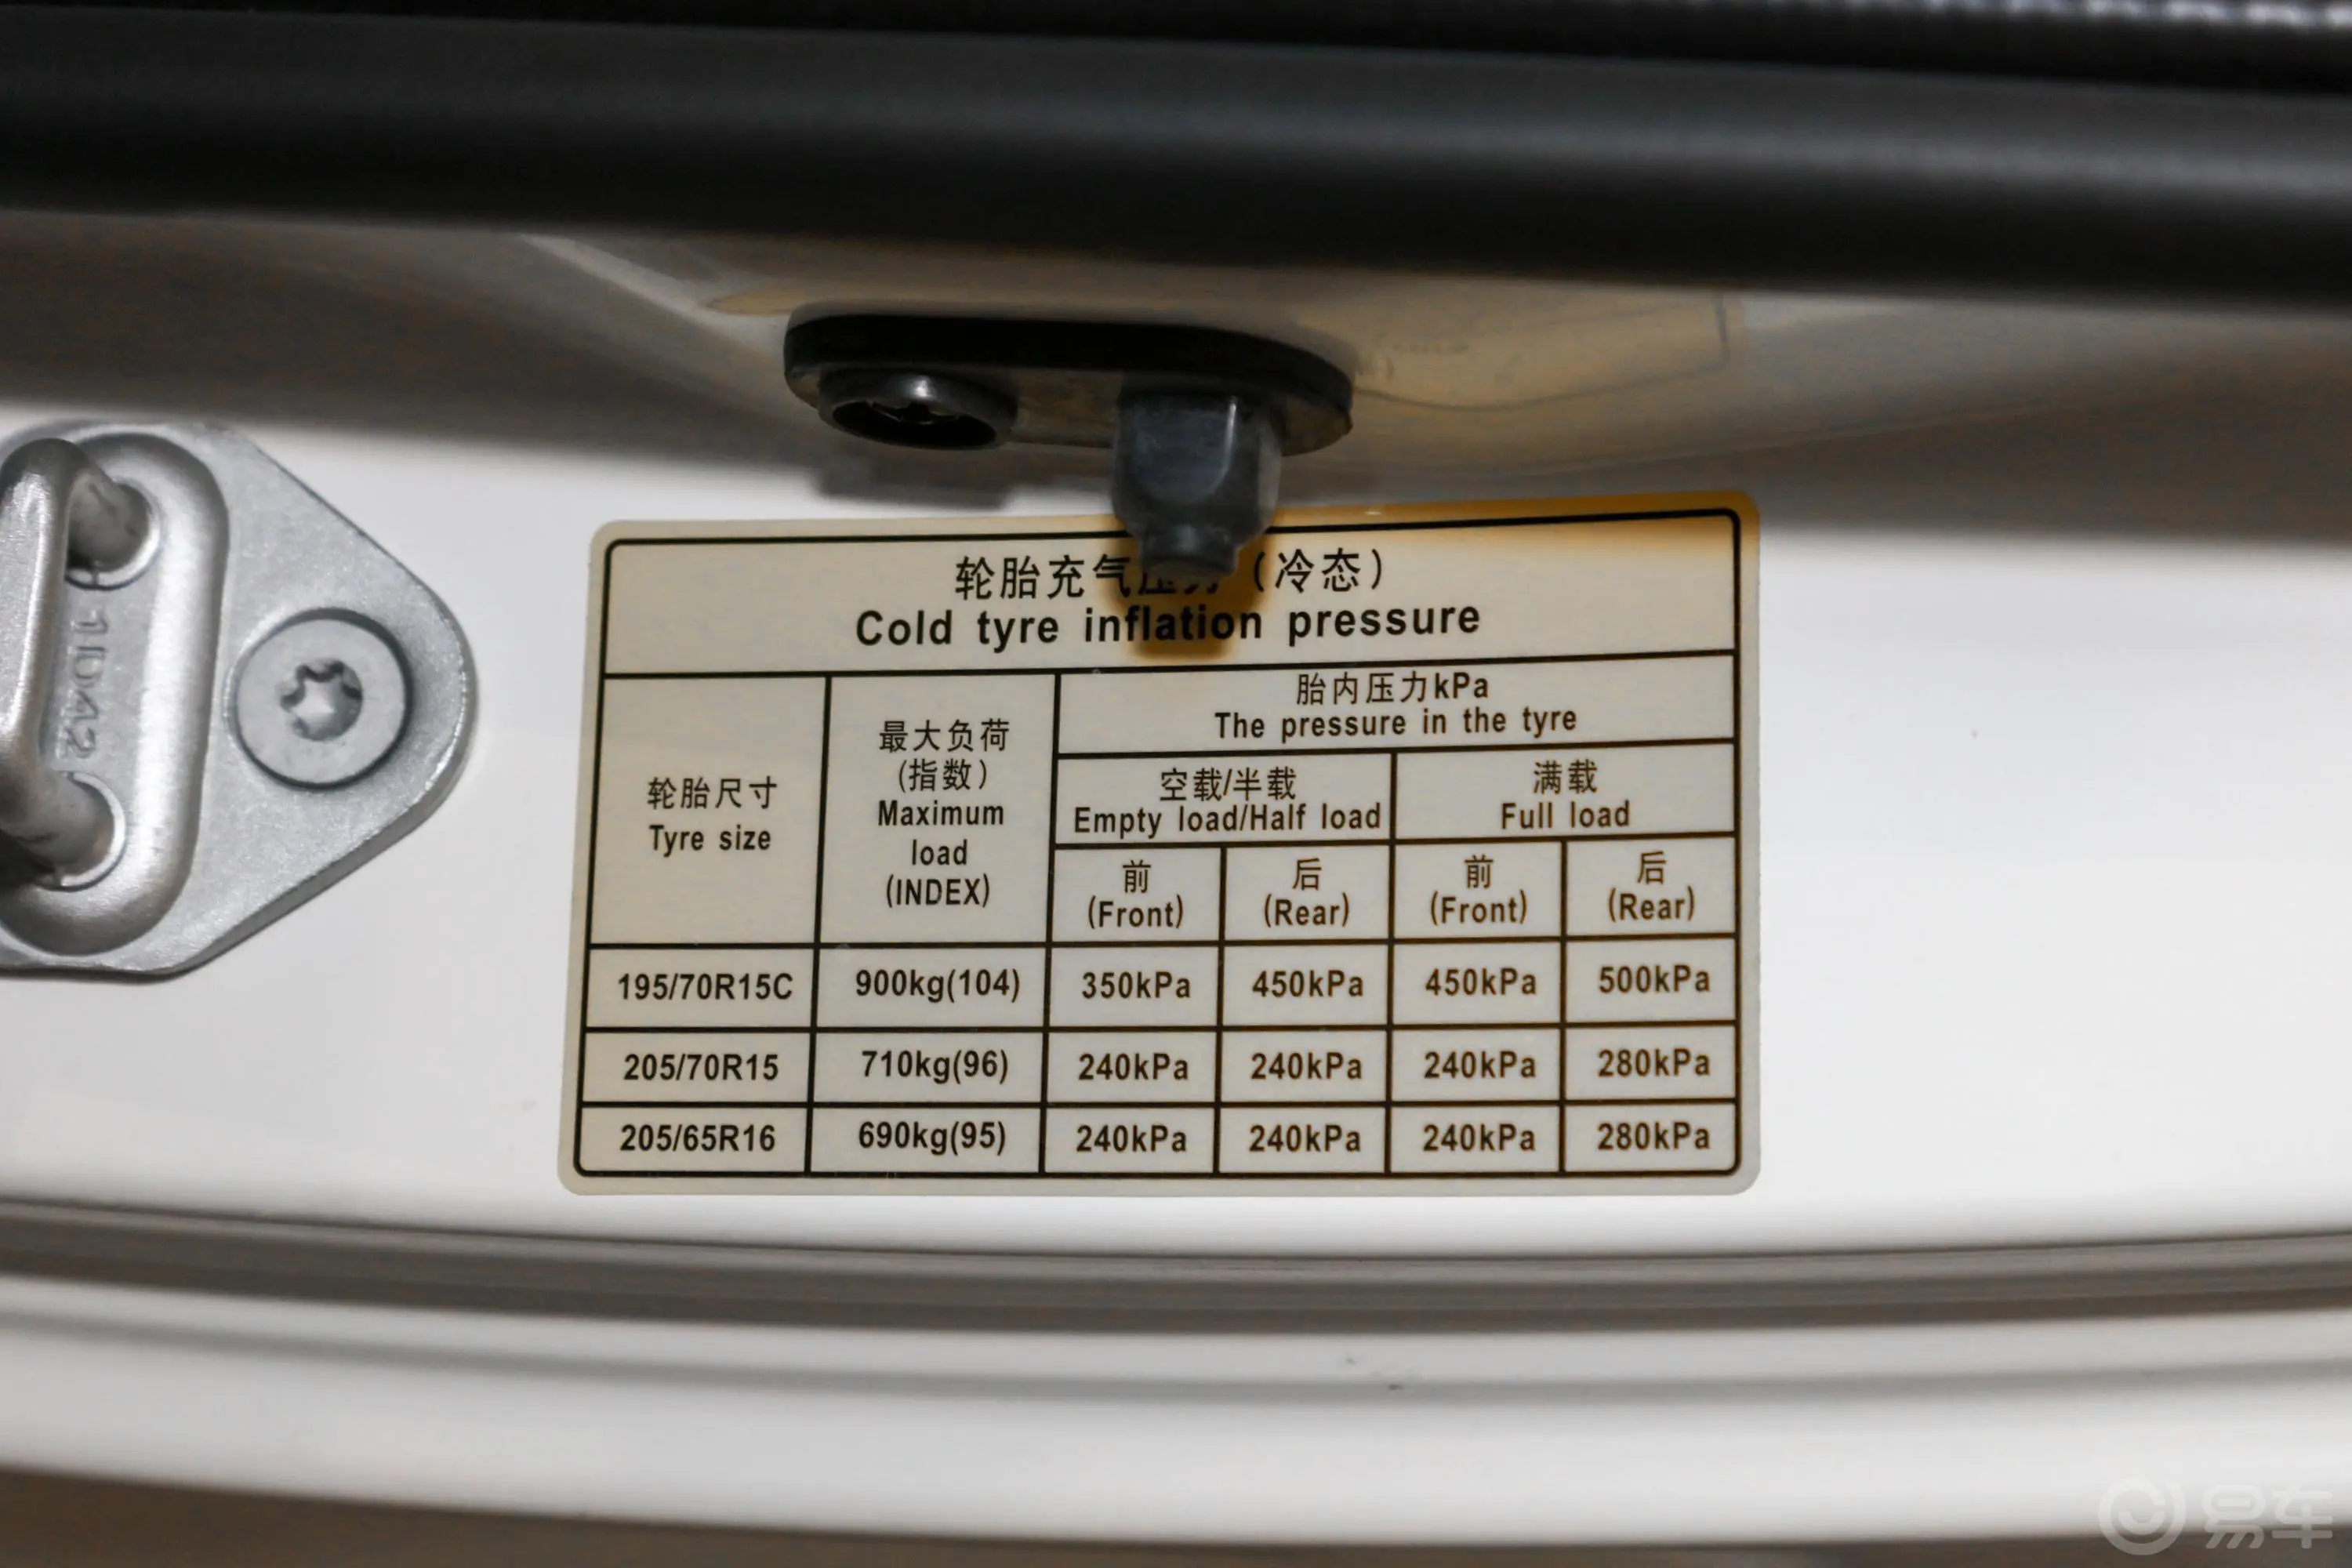 轮胎充气压力（冷态）
Cold tyre inflation pressure
轮胎尺寸
Tyre size
最大负荷
(指数)
Maximum
load
(INDEX)
胎内压力kPa
The pressure in the tyre
空载/半载
Empty load/Half load
满载
Full load
前
(Front)
后
(Rear)
前
(Front)
后
(Rear)
195/70R15C 900kg(104) 350kPa 450kPa 450kPa 500kPa
205/70R15 710kg(96) 240kPa 240kPa 240kPa 280kPa
205/65R16 690kg(95) 240kPa 240kPa 240kPa 280kPa
1D42
易车